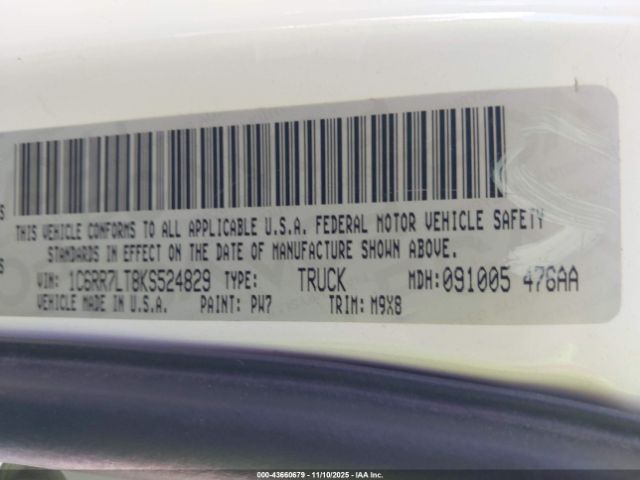 THIS VEHICLE CONFORMS TO ALL APPLICABLE U.S.A. FEDERAL MOTOR VEHICLE SAFETY
STANDARDS IN EFFECT ON THE DATE OF MANUFACTURE SHOWN ABOVE.
VIN: 1C6RR7LT8KS524829 TYPE: TRUCK MDH:091005 476AA
VEHICLE MADE IN: PAINT: PW7 TRIM: M9X8
000-43660679 - 11/10/2025 - IAA Inc.